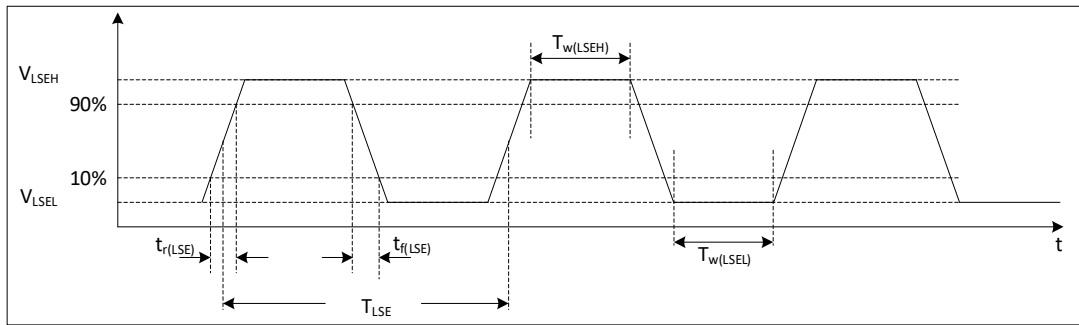 T_w(LSEH)
V_LSEH
90%
10%
V_LSEL
t_r(LSE)
t_f(LSE)
T_w(LSEL)
t
T_LSE